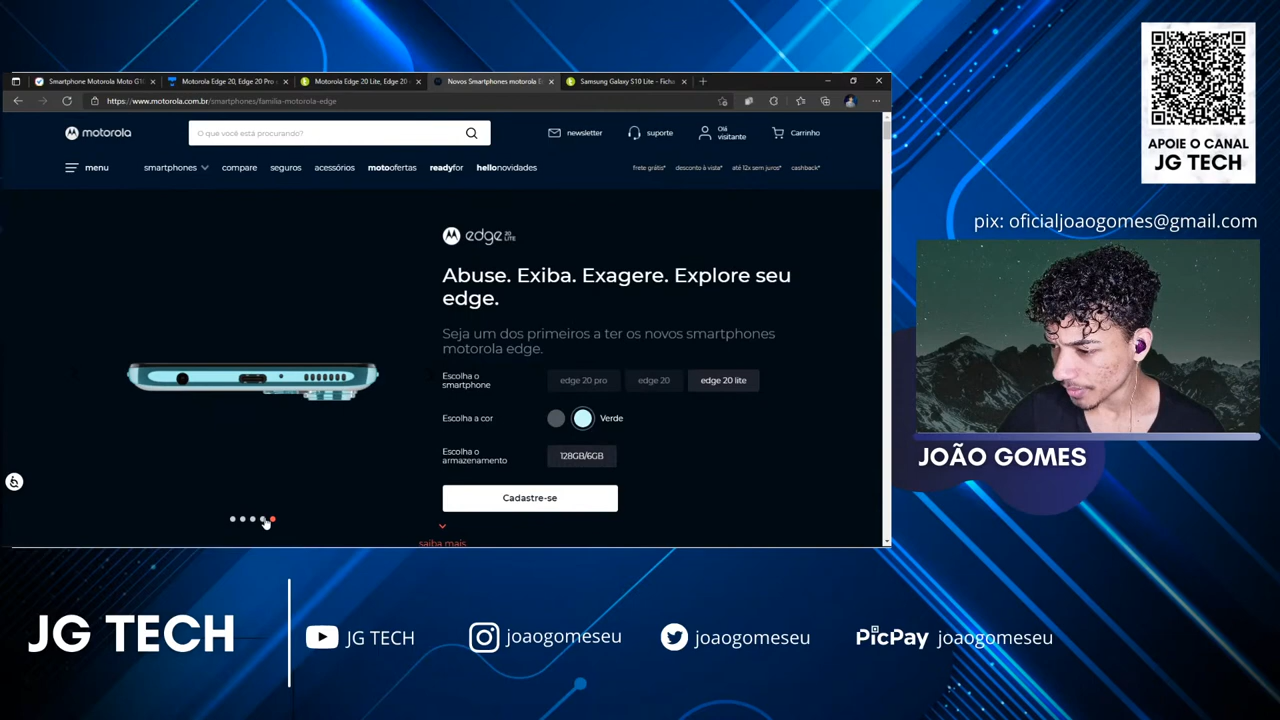 Smartphone Motorola Moto G1
Motorola Edge 20, Edge 20 Pro
Motorola Edge 20 Lite, Edge 20
Novos Smartphones motorola E
Samsung Galaxy S10 Lite - Ficha
https://www.motorola.com.br/smartphones/familia-motorola-edge
motorola
O que você está procurando?
newsletter
suporte
Olá
visitante
Carrinho
menu
smartphones
compare
seguros
acessórios
motoofertas
readyfor
hellonovidades
frete grátis*
desconto à vista*
até 12x sem juros*
cashback*
edge 20 LITE
Abuse. Exiba. Exagere. Explore seu
edge.
Seja um dos primeiros a ter os novos smartphones
motorola edge.
Escolha o
smartphone
edge 20 pro
edge 20
edge 20 lite
Escolha a cor
Verde
Escolha o
armazenamento
128GB/6GB
Cadastre-se
saiba mais
APOIE O CANAL
JG TECH
pix: oficialjoaogomes@gmail.com
JOÃO GOMES
JG TECH
JG TECH
joaogomeseu
joaogomeseu
PicPay joaogomeseu